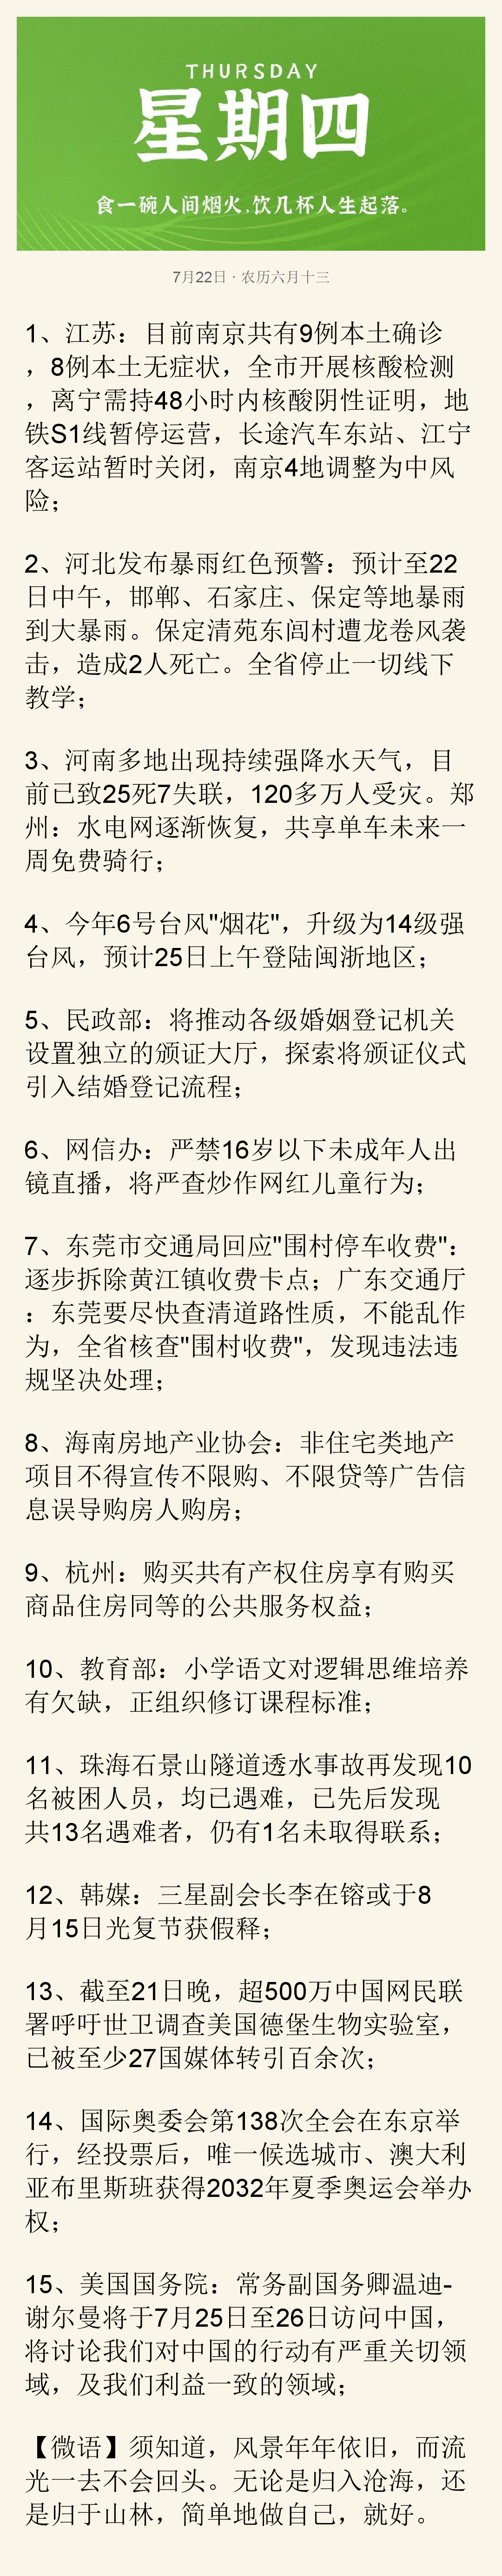 THURSDAY
星期四
食一碗人间烟火,饮几杯人生起落。
7月22日 · 农历六月十三
1、江苏：目前南京共有9例本土确诊
，8例本土无症状，全市开展核酸检测
，离宁需持48小时内核酸阴性证明，地
铁S1线暂停运营，长途汽车东站、江宁
客运站暂时关闭，南京4地调整为中风
险；
2、河北发布暴雨红色预警：预计至22
日中午，邯郸、石家庄、保定等地暴雨
到大暴雨。保定清苑东闾村遭龙卷风袭
击，造成2人死亡。全省停止一切线下
教学；
3、河南多地出现持续强降水天气，目
前已致25死7失联，120多万人受灾。郑
州：水电网逐渐恢复，共享单车未来一
周免费骑行；
4、今年6号台风"烟花"，升级为14级强
台风，预计25日上午登陆闽浙地区；
5、民政部：将推动各级婚姻登记机关
设置独立的颁证大厅，探索将颁证仪式
引入结婚登记流程；
6、网信办：严禁16岁以下未成年人出
镜直播，将严查炒作网红儿童行为；
7、东莞市交通局回应"围村停车收费"：
逐步拆除黄江镇收费卡点；广东交通厅
：东莞要尽快查清道路性质，不能乱作
为，全省核查"围村收费"，发现违法违
规坚决处理；
8、海南房地产业协会：非住宅类地产
项目不得宣传不限购、不限贷等广告信
息误导购房人购房；
9、杭州：购买共有产权住房享有购买
商品住房同等的公共服务权益；
10、教育部：小学语文对逻辑思维培养
有欠缺，正组织修订课程标准；
11、珠海石景山隧道透水事故再发现10
名被困人员，均已遇难，已先后发现
共13名遇难者，仍有1名未取得联系；
12、韩媒：三星副会长李在镕或于8
月15日光复节获假释；
13、截至21日晚，超500万中国网民联
署呼吁世卫调查美国德堡生物实验室，
已被至少27国媒体转引百余次；
14、国际奥委会第138次全会在东京举
行，经投票后，唯一候选城市、澳大利
亚布里斯班获得2032年夏季奥运会举办
权；
15、美国国务院：常务副国务卿温迪-
谢尔曼将于7月25日至26日访问中国，
将讨论我们对中国的行动有严重关切领
域，及我们利益一致的领域；
【微语】须知道，风景年年依旧，而流
光一去不会回头。无论是归入沧海，还
是归于山林，简单地做自己，就好。